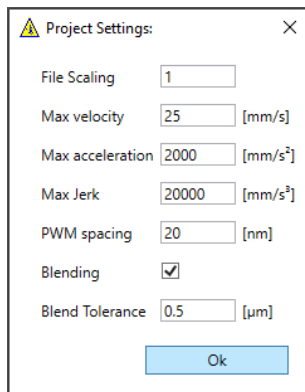 Project Settings:
File Scaling 1
Max velocity 25 [mm/s]
Max acceleration 2000 [mm/s²]
Max Jerk 20000 [mm/s³]
PWM spacing 20 [nm]
Blending
Blend Tolerance 0.5 [µm]
Ok